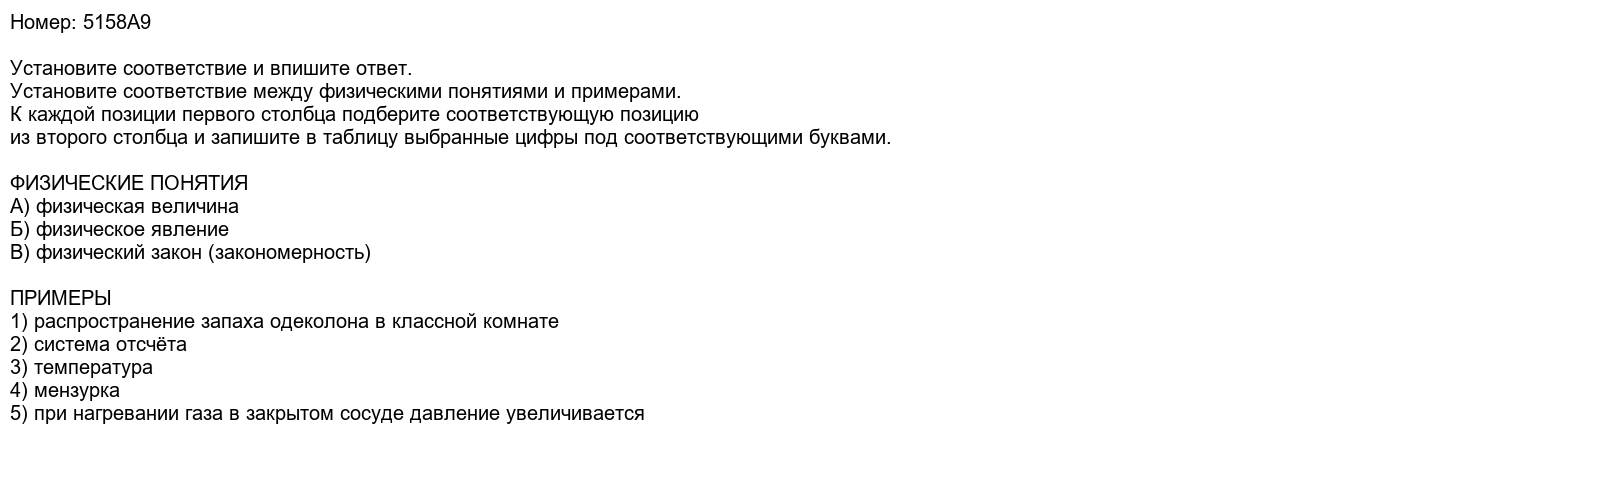 Номер: 5158A9
Установите соответствие и впишите ответ.
Установите соответствие между физическими понятиями и примерами.
К каждой позиции первого столбца подберите соответствующую позицию
из второго столбца и запишите в таблицу выбранные цифры под соответствующими буквами.
ФИЗИЧЕСКИЕ ПОНЯТИЯ
А) физическая величина
Б) физическое явление
В) физический закон (закономерность)
ПРИМЕРЫ
1) распространение запаха одеколона в классной комнате
2) система отсчёта
3) температура
4) мензурка
5) при нагревании газа в закрытом сосуде давление увеличивается